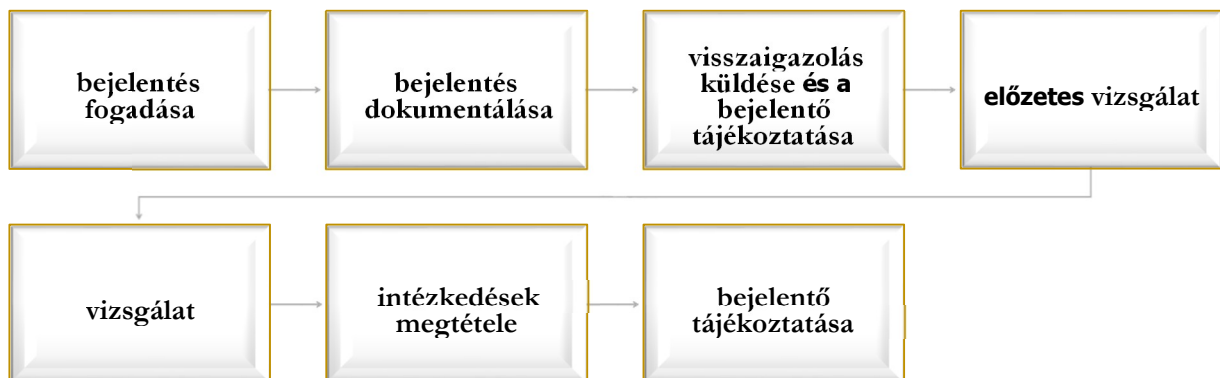 bejelentés
fogadása
bejelentés
dokumentálása
visszaigazolás
küldése és a
bejelentő
tájékoztatása
előzetes vizsgálat
vizsgálat
intézkedések
megtétele
bejelentő
tájékoztatása